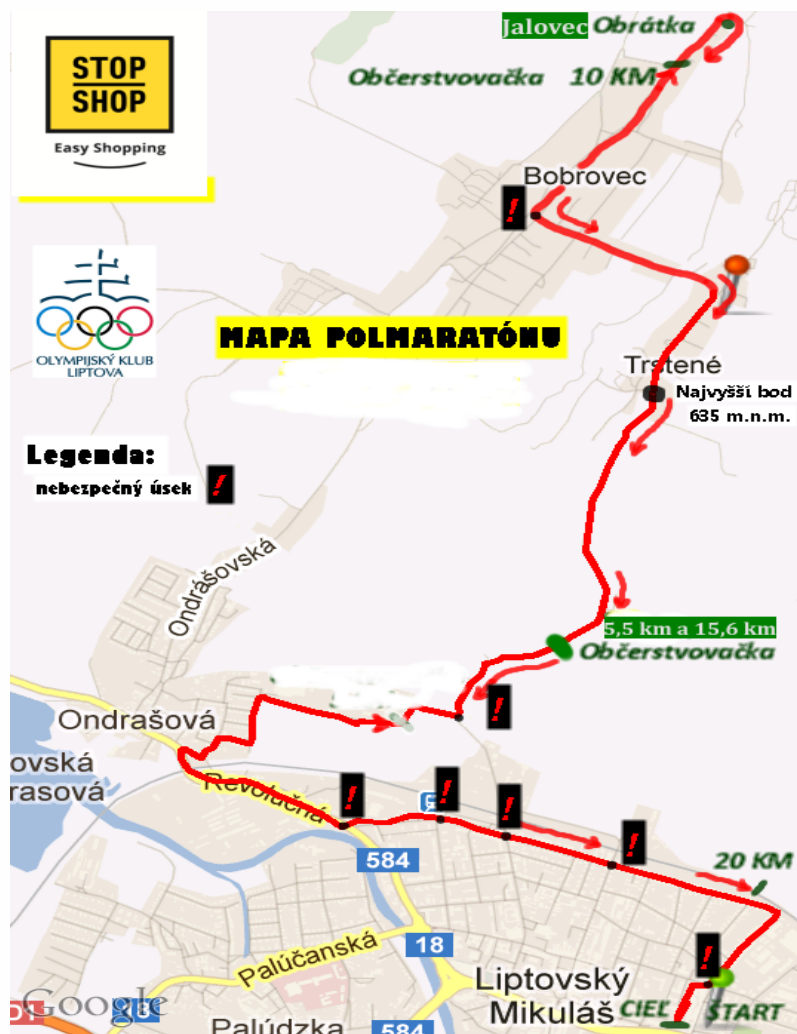 Jalovec Obrátka
STOP
SHOP
Easy Shopping
Občerstvovačka 10 KM
Bobrovec
!
OLYMPIJSKÝ KLUB
LIPTOVA
MAPA POLMARATÓNU
Trstené
Najvyšší bod
635 m.n.m.
Legenda:
nebezpečný úsek !
Ondrášovská
5,5 km a 15,6 km
Občerstvovačka
!
Ondrašová
ovská
rasová
Revolučná
!
!
!
!
584
20 KM
18
Palúčanská
!
Liptovský
Mikuláš
CIEĽ
ŠTART
D1
Google
18
Palúdzka
584